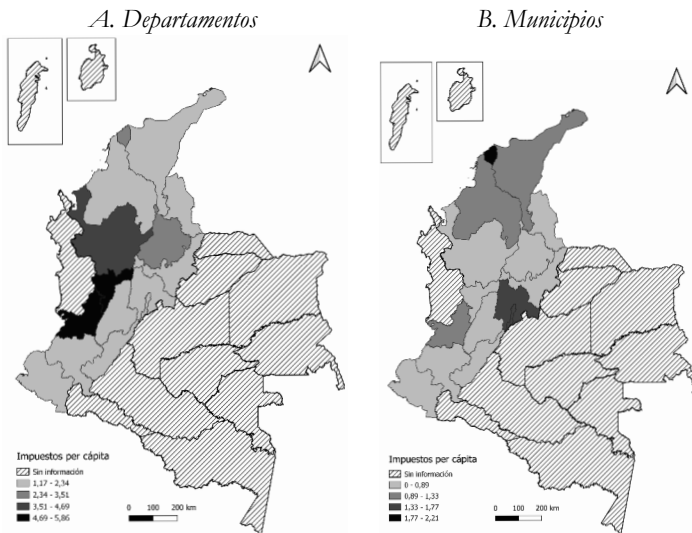 A. Departamentos
B. Municipios
Impuestos per cápita
Sin información
1,17 - 2,34
2,34 - 3,51
3,51 - 4,69
4,69 - 5,86
0 100 200 km
Impuestos per cápita
Sin información
0 - 0,89
0,89 - 1,33
1,33 - 1,77
1,77 - 2,21
0 100 200 km